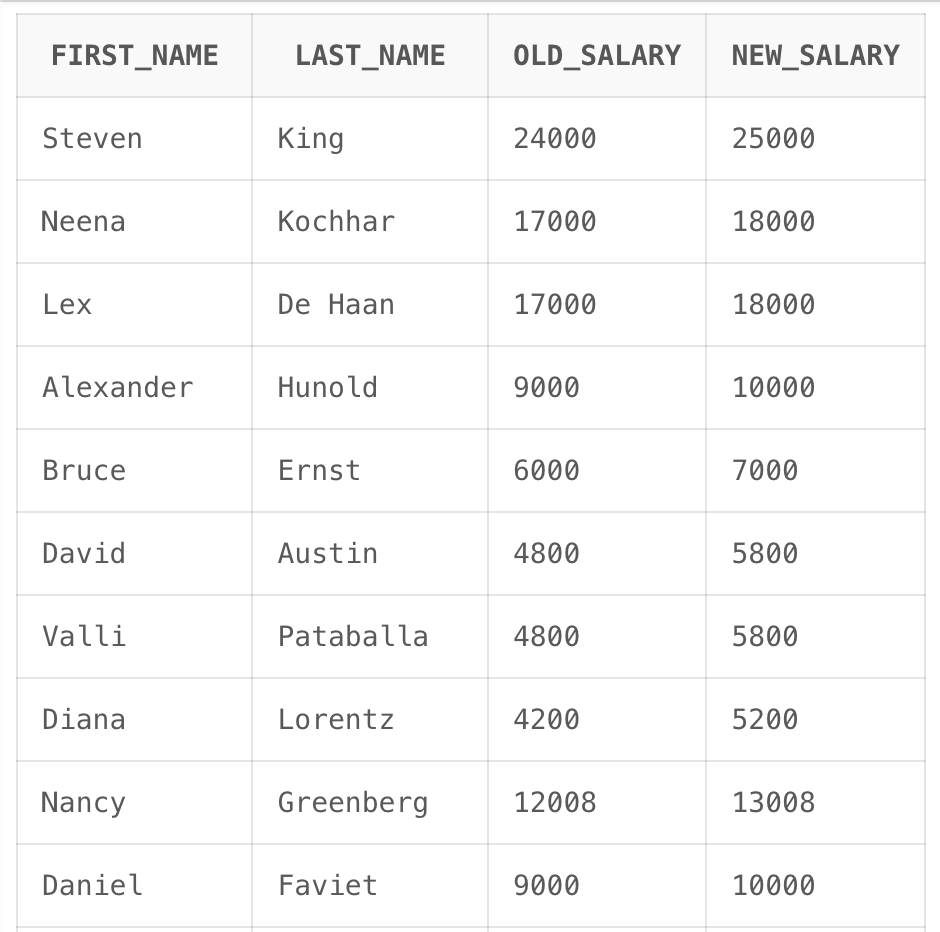 FIRST_NAME LAST_NAME OLD_SALARY NEW_SALARY
Steven King 24000 25000
Neena Kochhar 17000 18000
Lex De Haan 17000 18000
Alexander Hunold 9000 10000
Bruce Ernst 6000 7000
David Austin 4800 5800
Valli Pataballa 4800 5800
Diana Lorentz 4200 5200
Nancy Greenberg 12008 13008
Daniel Faviet 9000 10000